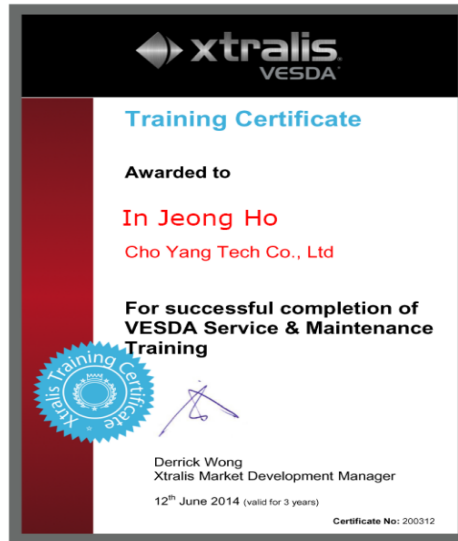 xtralis
VESDA
Training Certificate
Awarded to
In Jeong Ho
Cho Yang Tech Co., Ltd
For successful completion of
VESDA Service & Maintenance
Training
Xtralis Training Certificate
Derrick Wong
Xtralis Market Development Manager
12th June 2014 (valid for 3 years)
Certificate No: 200312